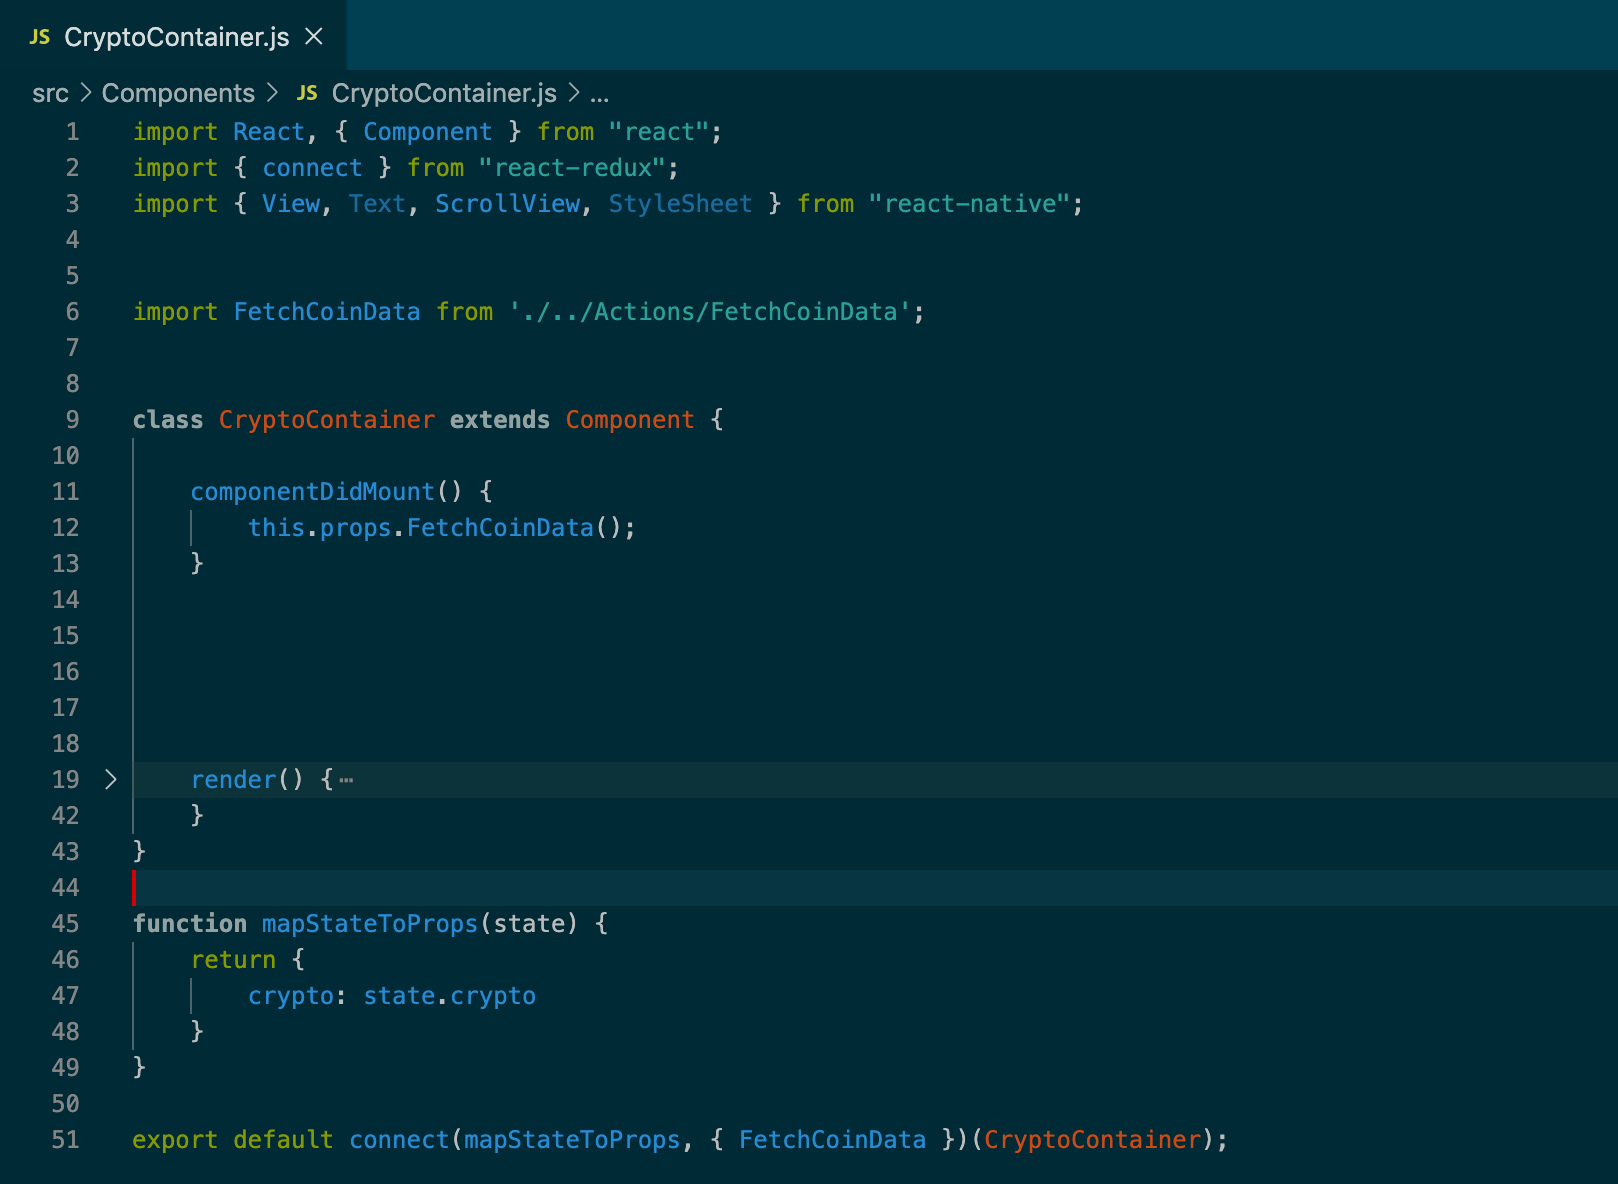 JS CryptoContainer.js ×
src > Components > JS CryptoContainer.js > ...
1 import React, { Component } from "react";
2 import { connect } from "react-redux";
3 import { View, Text, ScrollView, StyleSheet } from "react-native";
4
5
6 import FetchCoinData from './../Actions/FetchCoinData';
7
8
9 class CryptoContainer extends Component {
10
11     componentDidMount() {
12         this.props.FetchCoinData();
13     }
14
15
16
17
18
19 >     render() {⋯
42     }
43 }
44
45 function mapStateToProps(state) {
46     return {
47         crypto: state.crypto
48     }
49 }
50
51 export default connect(mapStateToProps, { FetchCoinData })(CryptoContainer);